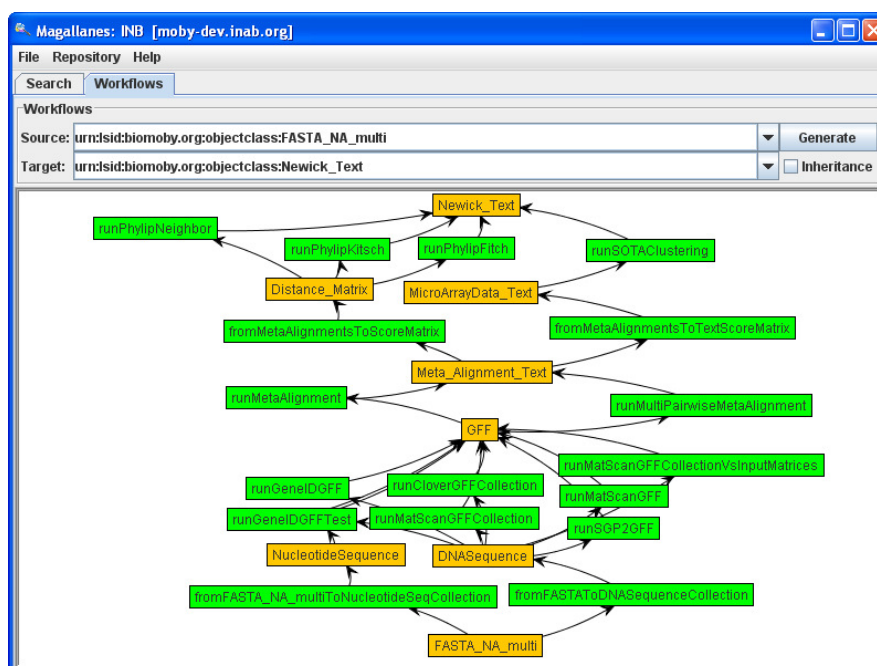 Magallanes: INB [moby-dev.inab.org]
File Repository Help
Search Workflows
Workflows
Source: urn:lsid:biomoby.org:objectclass:FASTA_NA_multi Generate
Target: urn:lsid:biomoby.org:objectclass:Newick_Text Inheritance
Newick_Text
runPhylipNeighbor
runPhylipKitsch runPhylipFitch runSOTAClustering
Distance_Matrix MicroArrayData_Text
fromMetaAlignmentsToScoreMatrix fromMetaAlignmentsToTextScoreMatrix
Meta_Alignment_Text
runMetaAlignment runMultiPairwiseMetaAlignment
GFF
runMatScanGFFCollectionVsInputMatrices
runGeneIDGFF runCloverGFFCollection
runMatScanGFF
runGeneIDGFFTest runMatScanGFFCollection
runSGP2GFF
NucleotideSequence DNASequence
fromFASTA_NA_multiToNucleotideSeqCollection fromFASTAToDNASequenceCollection
FASTA_NA_multi